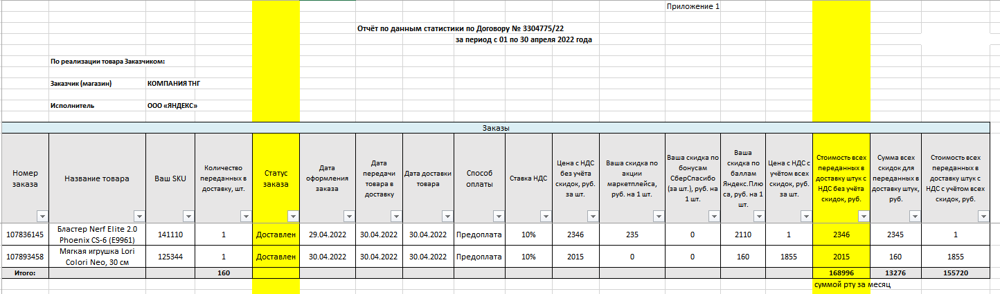 Приложение 1
Отчёт по данным статистики по Договору № 3304775/22
за период с 01 по 30 апреля 2022 года
По реализации товара Заказчиком:
Заказчик (магазин) КОМПАНИЯ ТНГ
Исполнитель ООО «ЯНДЕКС»
Заказы
Номер заказа
Название товара
Ваш SKU
Количество переданных в доставку, шт.
Статус заказа
Дата оформления заказа
Дата передачи товара в доставку
Дата доставки товара
Способ оплаты
Ставка НДС
Цена с НДС без учёта скидок, руб. за шт.
Ваша скидка по акции маркетплейса, руб. на 1 шт.
Ваша скидка по бонусам СберСпасибо (за шт.), руб. на 1 шт.
Ваша скидка по баллам Яндекс.Плюса, руб. на 1 шт.
Цена с НДС с учётом всех скидок, руб. за шт.
Стоимость всех переданных в доставку штук с НДС без учёта скидок, руб.
Сумма всех скидок для переданных в доставку штук, руб.
Стоимость всех переданных в доставку штук с НДС с учётом всех скидок, руб.
107836145 Бластер Nerf Elite 2.0 Phoenix CS-6 (E9961) 141110 1 Доставлен 29.04.2022 30.04.2022 30.04.2022 Предоплата 10% 2346 235 0 2110 1 2346 2345 1
107893458 Мягкая игрушка Lori Colori Neo, 30 см 125344 1 Доставлен 30.04.2022 30.04.2022 30.04.2022 Предоплата 10% 2015 0 0 160 1855 2015 160 1855
Итого: 160 168996 13276 155720
суммой рту за месяц